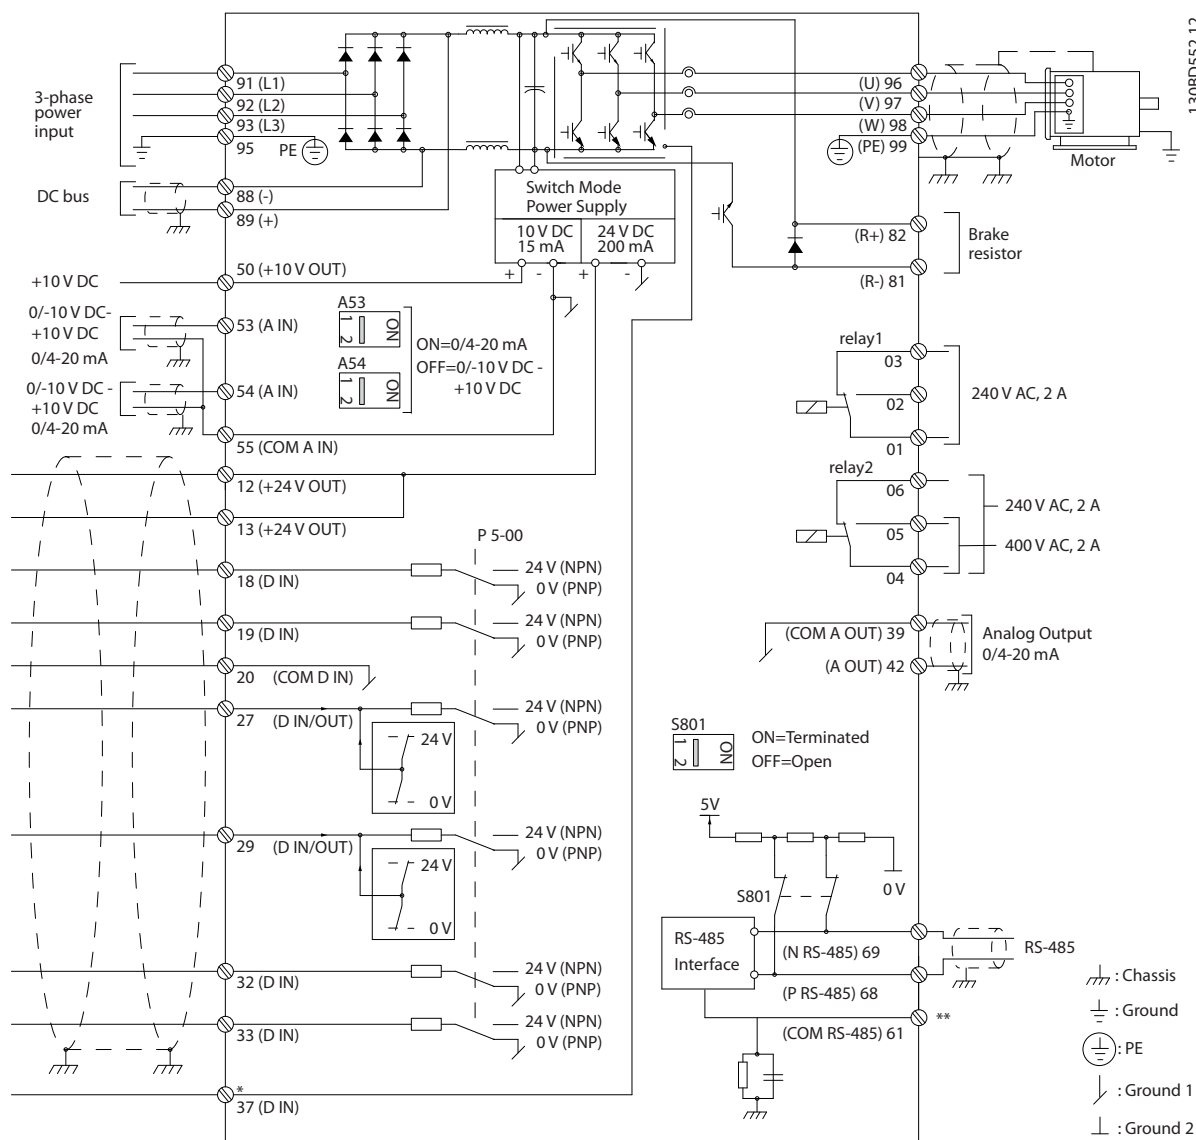 130BD552.12
3-phase
power
input
91 (L1)
92 (L2)
93 (L3)
95
PE
(U) 96
(V) 97
(W) 98
(PE) 99
Motor
DC bus
88 (-)
89 (+)
Switch Mode
Power Supply
10 V DC
15 mA
24 V DC
200 mA
+ - + -
(R+) 82
Brake
resistor
(R-) 81
+10 V DC
50 (+10 V OUT)
0/-10 V DC-
+10 V DC
0/4-20 mA
53 (A IN)
A53
1
2
ON
A54
1
2
ON
ON=0/4-20 mA
OFF=0/-10 V DC -
+10 V DC
0/-10 V DC -
+10 V DC
0/4-20 mA
54 (A IN)
55 (COM A IN)
relay1
03
02
01
240 V AC, 2 A
relay2
06
05
04
240 V AC, 2 A
400 V AC, 2 A
12 (+24 V OUT)
13 (+24 V OUT)
P 5-00
18 (D IN)
24 V (NPN)
0 V (PNP)
19 (D IN)
24 V (NPN)
0 V (PNP)
20 (COM D IN)
27 (D IN/OUT)
24 V (NPN)
0 V (PNP)
24 V
0 V
29 (D IN/OUT)
24 V (NPN)
0 V (PNP)
24 V
0 V
32 (D IN)
24 V (NPN)
0 V (PNP)
33 (D IN)
24 V (NPN)
0 V (PNP)
*
37 (D IN)
(COM A OUT) 39
(A OUT) 42
Analog Output
0/4-20 mA
S801
1
2
ON
ON=Terminated
OFF=Open
5V
0 V
S801
RS-485
Interface
(N RS-485) 69
(P RS-485) 68
(COM RS-485) 61
RS-485
**
: Chassis
: Ground
: PE
: Ground 1
: Ground 2